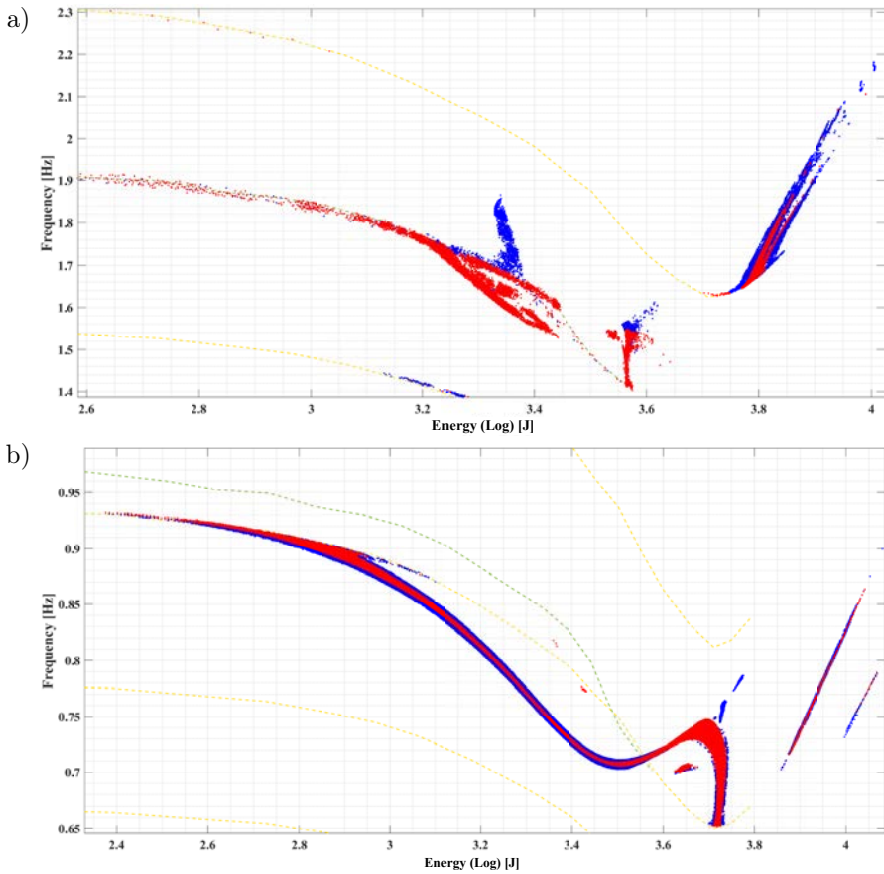 a)
2.3
2.2
2.1
2
1.9
1.8
1.7
1.6
1.5
1.4
Frequency [Hz]
2.6 2.8 3 3.2 3.4 3.6 3.8 4
Energy (Log) [J]
b)
0.95
0.9
0.85
0.8
0.75
0.7
0.65
Frequency [Hz]
2.4 2.6 2.8 3 3.2 3.4 3.6 3.8 4
Energy (Log) [J]